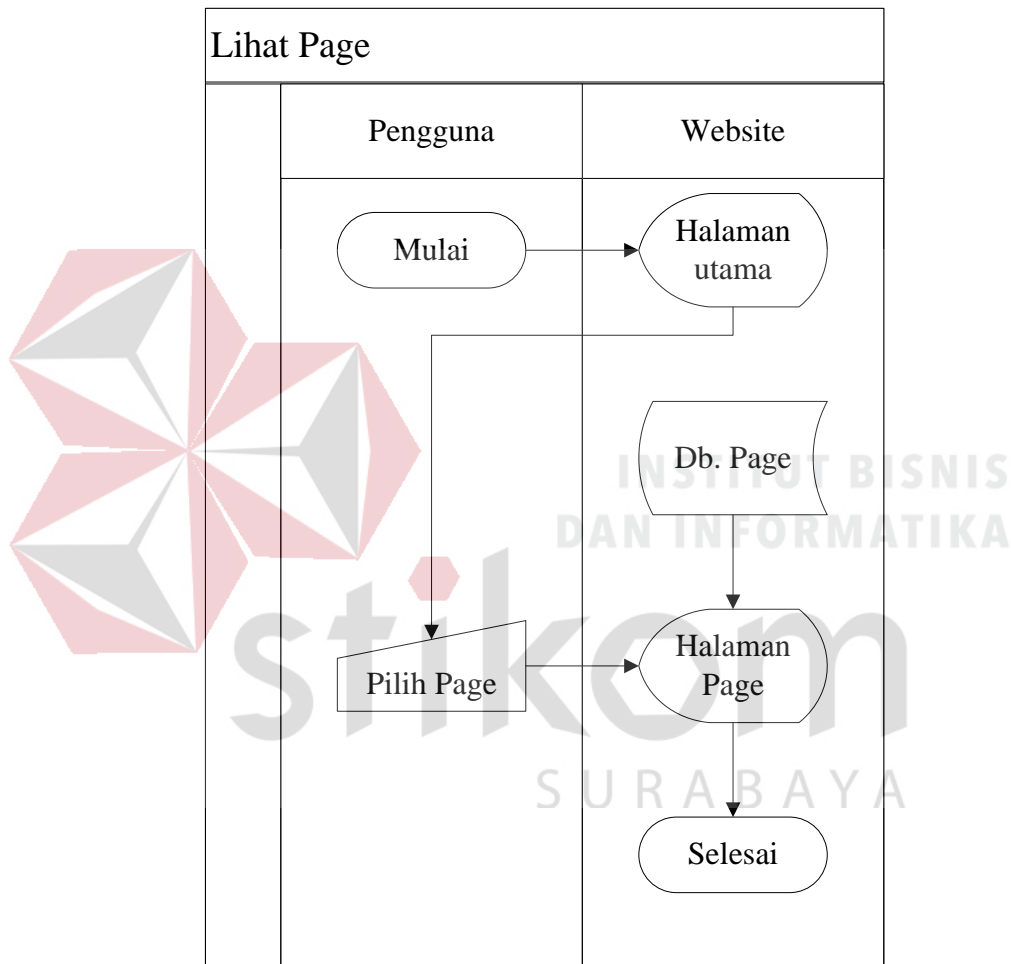 Lihat Page
Pengguna
Website
Mulai
Halaman
utama
Db. Page
INSTITUT BISNIS
DAN INFORMATIKA
Halaman
Page
Pilih Page
stikom
SURABAYA
Selesai